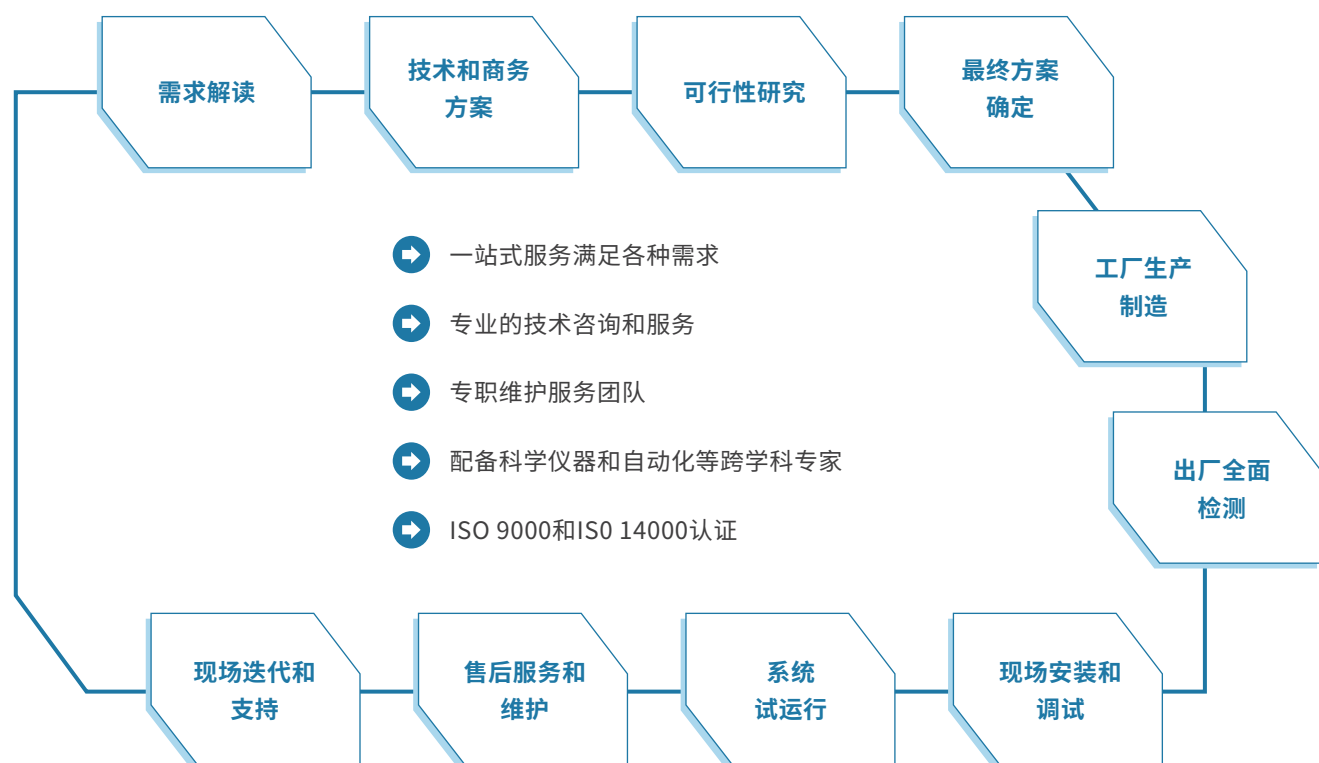 需求解读
技术和商务
方案
可行性研究
最终方案
确定
工厂生产
制造
出厂全面
检测
一站式服务满足各种需求
专业的技术咨询和服务
专职维护服务团队
配备科学仪器和自动化等跨学科专家
ISO 9000和IS0 14000认证
现场迭代和
支持
售后服务和
维护
系统
试运行
现场安装和
调试